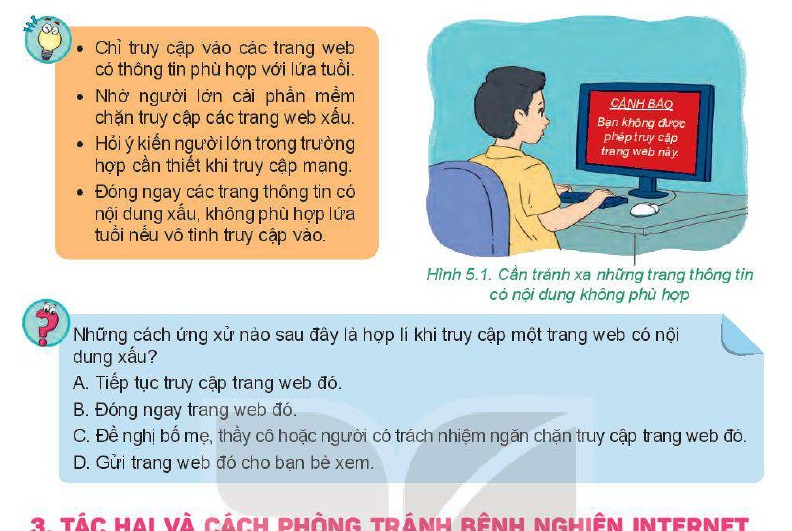 • Chỉ truy cập vào các trang web
có thông tin phù hợp với lứa tuổi.
• Nhờ người lớn cài phần mềm
chặn truy cập các trang web xấu.
• Hỏi ý kiến người lớn trong trường
hợp cần thiết khi truy cập mạng.
• Đóng ngay các trang thông tin có
nội dung xấu, không phù hợp lứa
tuổi nếu vô tình truy cập vào.
CẢNH BÁO
Bạn không được
phép truy cập
trang web này.
Hình 5.1. Cần tránh xa những trang thông tin
có nội dung không phù hợp
Những cách ứng xử nào sau đây là hợp lí khi truy cập một trang web có nội
dung xấu?
A. Tiếp tục truy cập trang web đó.
B. Đóng ngay trang web đó.
C. Đề nghị bố mẹ, thầy cô hoặc người có trách nhiệm ngăn chặn truy cập trang web đó.
D. Gửi trang web đó cho bạn bè xem.
3. TÁC HẠI VÀ CÁCH PHÒNG TRÁNH BỆNH NGHIỆN INTERNET